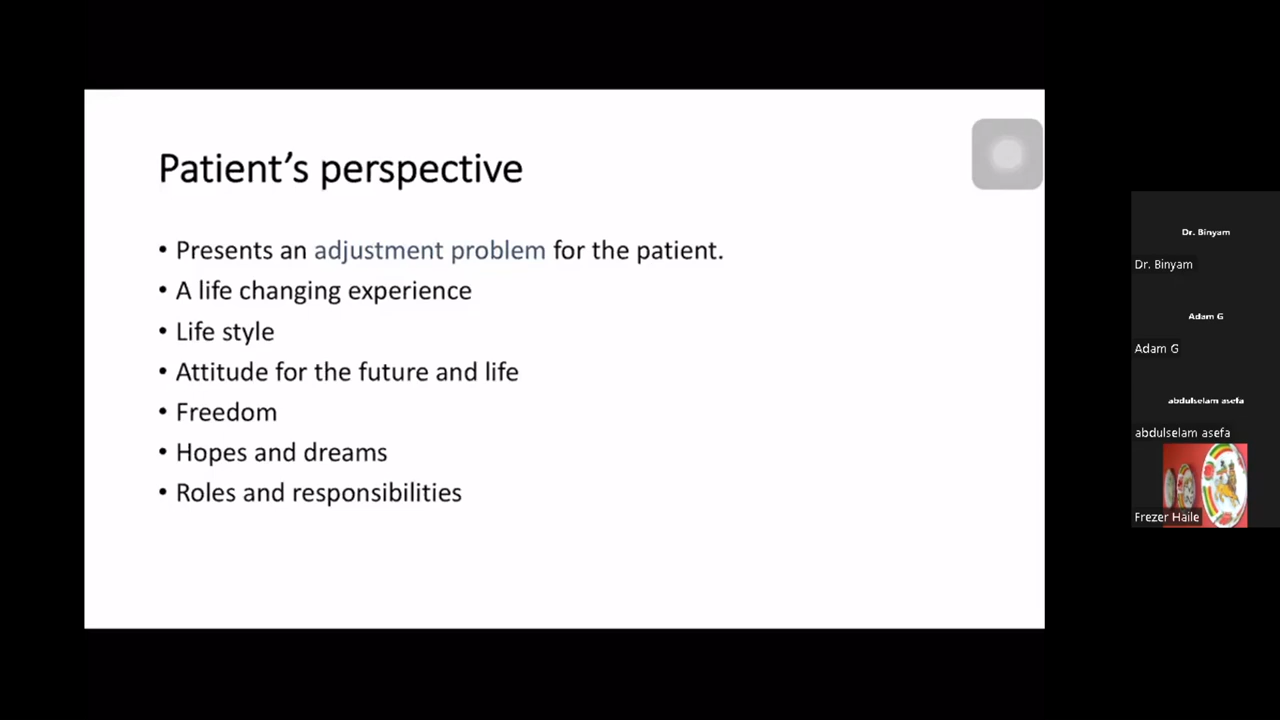 Patient's perspective
• Presents an adjustment problem for the patient.
• A life changing experience
• Life style
• Attitude for the future and life
• Freedom
• Hopes and dreams
• Roles and responsibilities
Dr. Binyam
Dr. Binyam
Adam G
Adam G
abdulselam asefa
abdulselam asefa
Frezer Haile